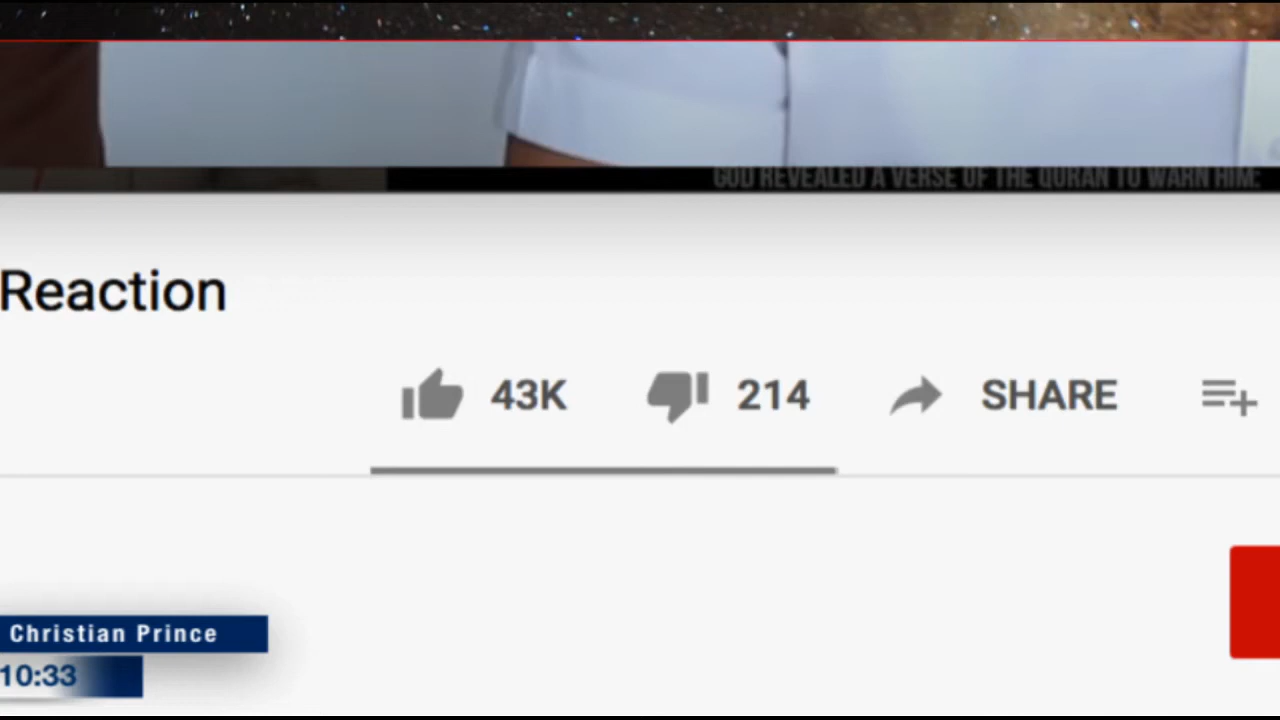 GOD REVEALED A VERSE OF THE QURAN TO WARN HIM:
Reaction
43K 214 SHARE
Christian Prince
10:33